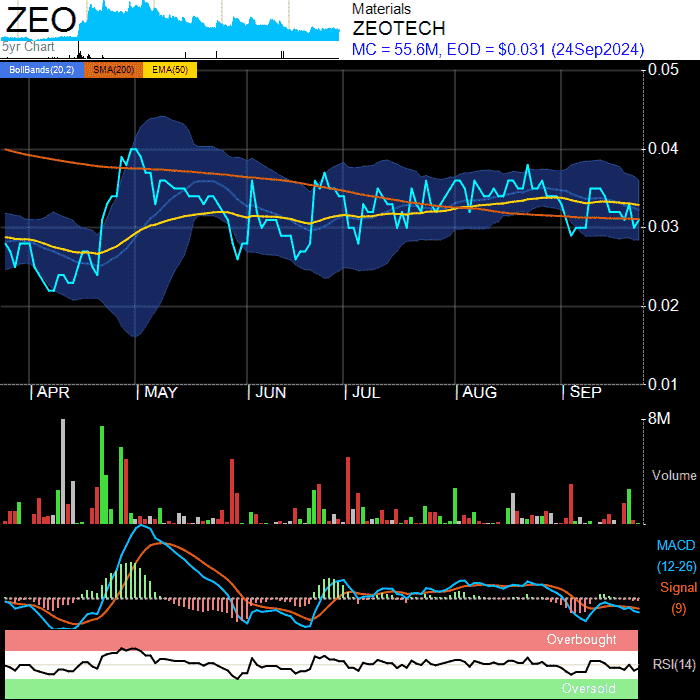 ZEO
5yr Chart
Materials
ZEOTECH
MC = 55.6M, EOD = $0.031 (24Sep2024)
BollBands(20,2) SMA(200) EMA(50)
0.05
0.04
0.03
0.02
0.01
APR MAY JUN JUL AUG SEP
8M
Volume
MACD
(12-26)
Signal
(9)
Overbought
RSI(14)
Oversold